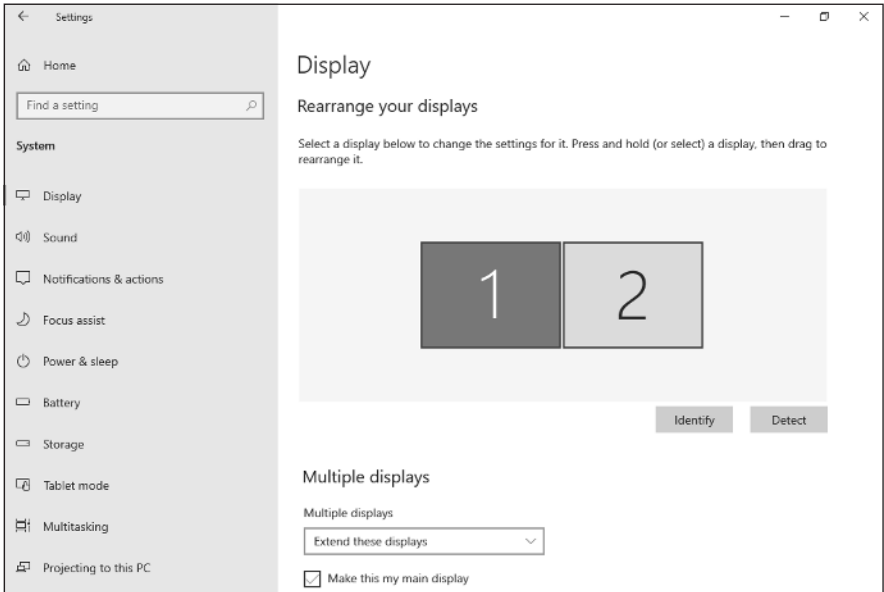 Settings
Home
Find a setting
System
Display
Sound
Notifications & actions
Focus assist
Power & sleep
Battery
Storage
Tablet mode
Multitasking
Projecting to this PC
Display
Rearrange your displays
Select a display below to change the settings for it. Press and hold (or select) a display, then drag to
rearrange it.
1
2
Identify
Detect
Multiple displays
Multiple displays
Extend these displays
Make this my main display